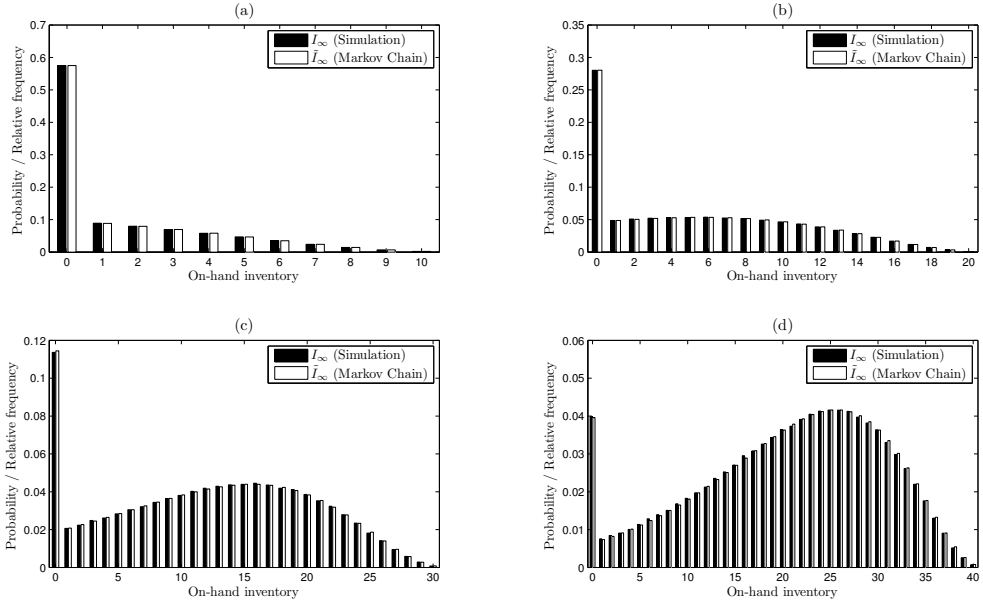 (a)
0.7
0.6
0.5
0.4
0.3
0.2
0.1
0
Probability / Relative frequency
I∞ (Simulation)
Ĩ∞ (Markov Chain)
0 1 2 3 4 5 6 7 8 9 10
On-hand inventory
(b)
0.35
0.3
0.25
0.2
0.15
0.1
0.05
0
Probability / Relative frequency
I∞ (Simulation)
Ĩ∞ (Markov Chain)
0 2 4 6 8 10 12 14 16 18 20
On-hand inventory
(c)
0.12
0.1
0.08
0.06
0.04
0.02
0
Probability / Relative frequency
I∞ (Simulation)
Ĩ∞ (Markov Chain)
0 5 10 15 20 25 30
On-hand inventory
(d)
0.06
0.05
0.04
0.03
0.02
0.01
0
Probability / Relative frequency
I∞ (Simulation)
Ĩ∞ (Markov Chain)
0 5 10 15 20 25 30 35 40
On-hand inventory